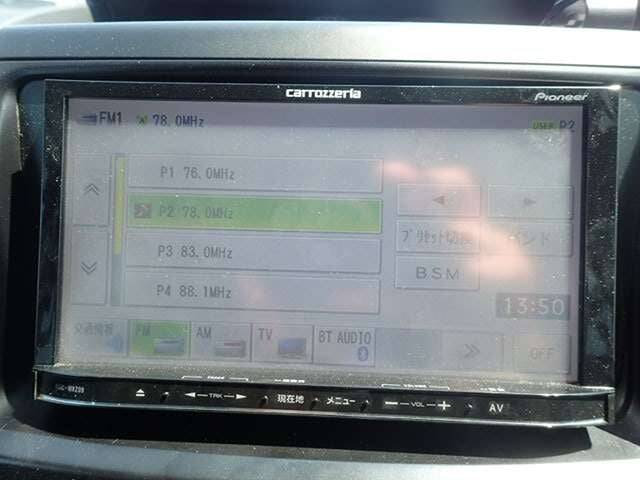 carrozzeria
Pioneer
FM1 78.0MHz
USER P2
P1 76.0MHz
P2 78.0MHz
P3 83.0MHz
P4 88.1MHz
プリセット切換 バンド
BSM
13:50
交通情報 FM AM TV BT AUDIO
OFF
TRK 現在地 メニュー VOL AV